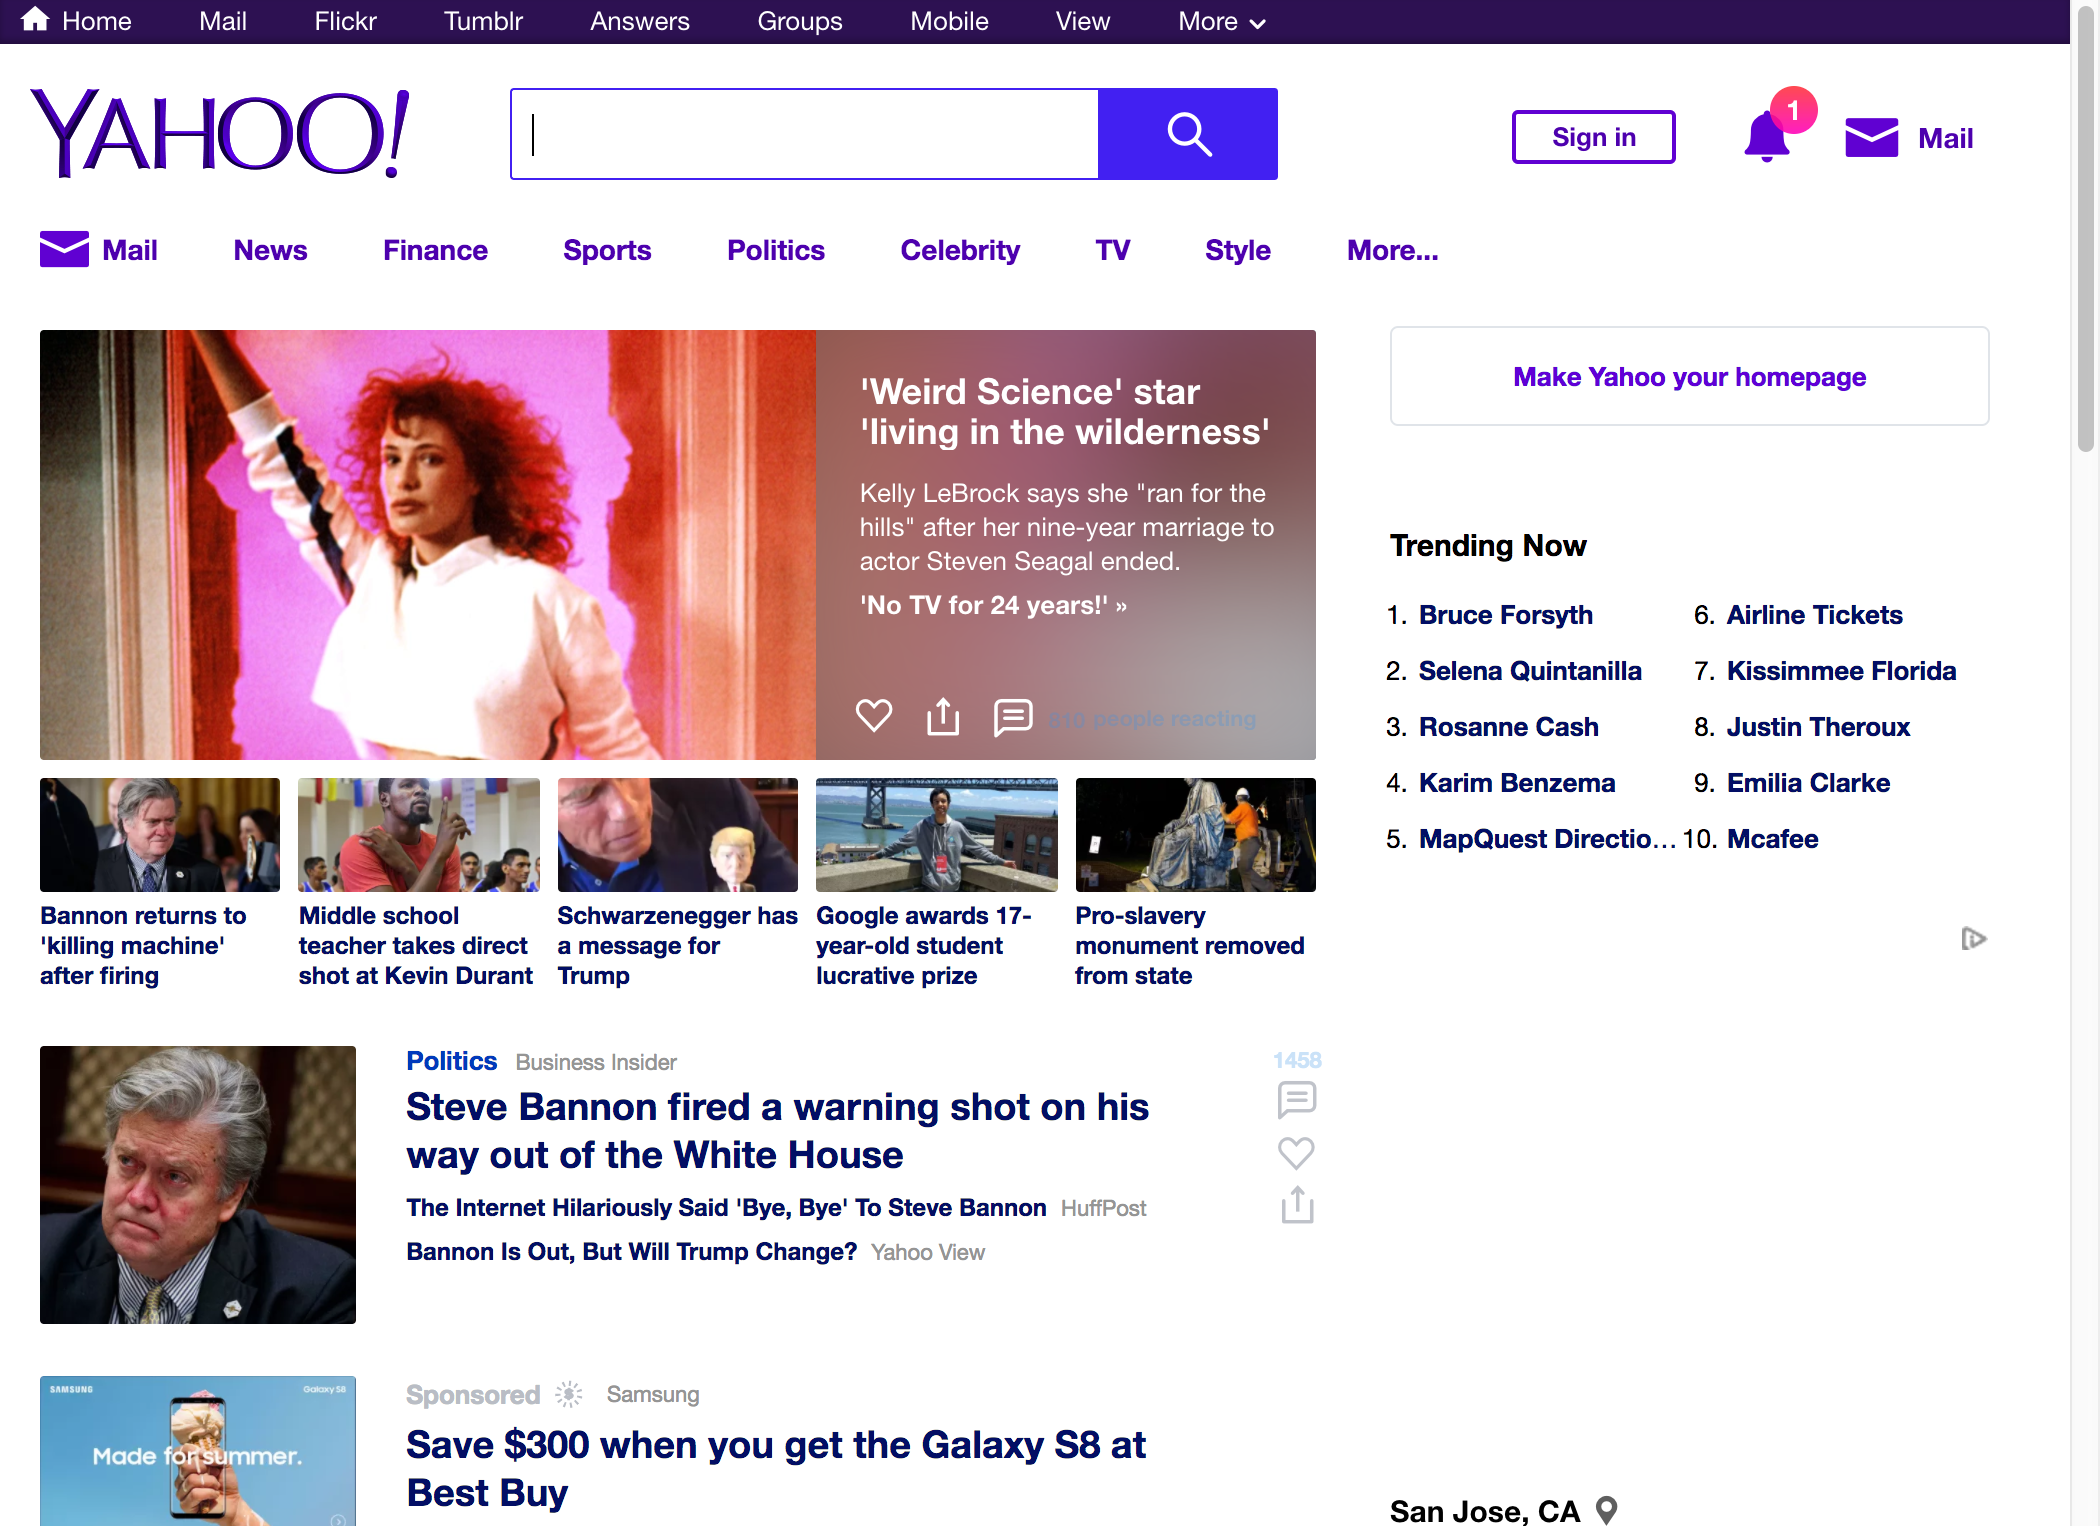 Home Mail Flickr Tumblr Answers Groups Mobile View More
YAHOO!
Sign in
1
Mail
Mail News Finance Sports Politics Celebrity TV Style More...
'Weird Science' star
'living in the wilderness'
Kelly LeBrock says she "ran for the
hills" after her nine-year marriage to
actor Steven Seagal ended.
'No TV for 24 years!' »
people reacting
Bannon returns to
'killing machine'
after firing
Middle school
teacher takes direct
shot at Kevin Durant
Schwarzenegger has
a message for
Trump
Google awards 17-
year-old student
lucrative prize
Pro-slavery
monument removed
from state
Politics Business Insider
1458
Steve Bannon fired a warning shot on his
way out of the White House
The Internet Hilariously Said 'Bye, Bye' To Steve Bannon HuffPost
Bannon Is Out, But Will Trump Change? Yahoo View
SAMSUNG Galaxy S8
Made for summer.
Sponsored Samsung
Save $300 when you get the Galaxy S8 at
Best Buy
Make Yahoo your homepage
Trending Now
1. Bruce Forsyth
2. Selena Quintanilla
3. Rosanne Cash
4. Karim Benzema
5. MapQuest Directio...
6. Airline Tickets
7. Kissimmee Florida
8. Justin Theroux
9. Emilia Clarke
10. Mcafee
San Jose, CA